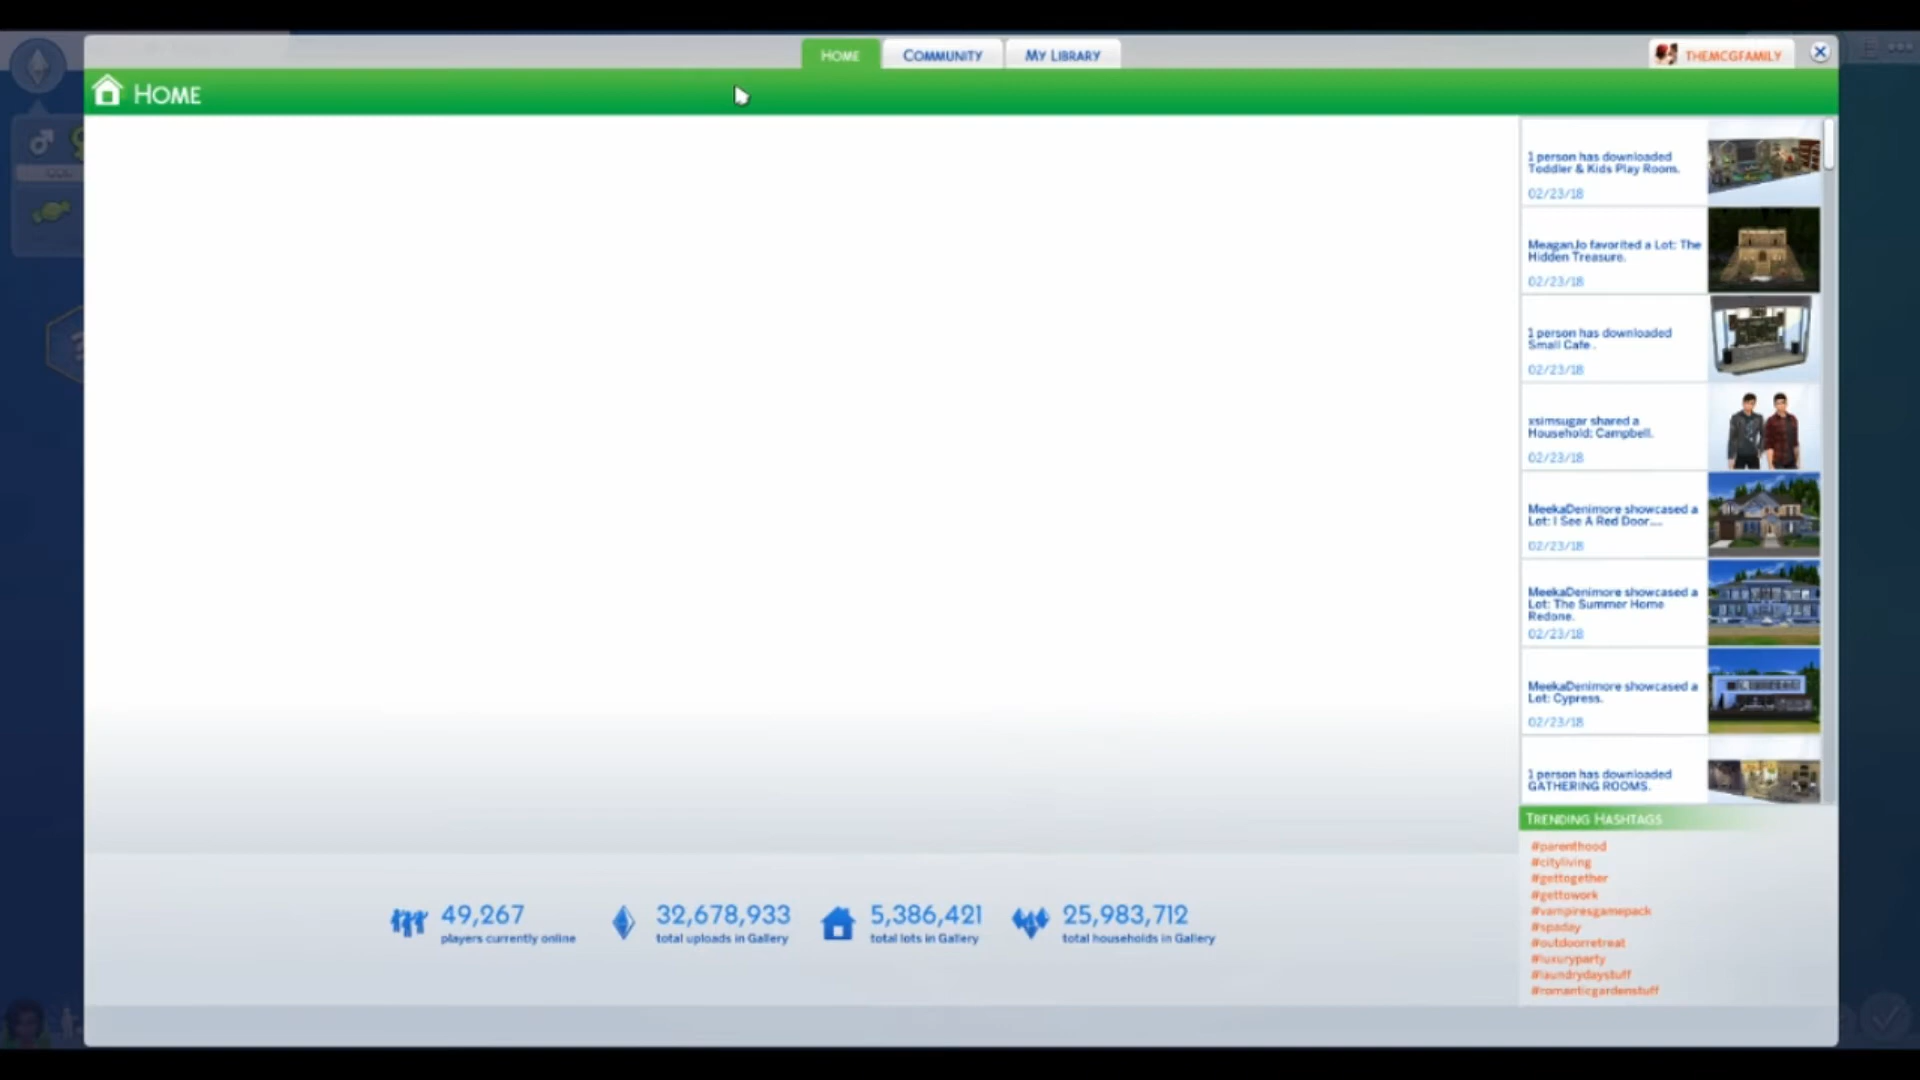 HOME
COMMUNITY
MY LIBRARY
THEMCGFAMILY
HOME
1 person has downloaded
Toddler & Kids Play Room.
02/23/18
MeaganJo favorited a Lot: The
Hidden Treasure.
02/23/18
1 person has downloaded
Small Cafe .
02/23/18
xsimsugar shared a
Household: Campbell.
02/23/18
MeekaDenimore showcased a
Lot: I See A Red Door....
02/23/18
MeekaDenimore showcased a
Lot: The Summer Home
Redone.
02/23/18
MeekaDenimore showcased a
Lot: Cypress.
02/23/18
1 person has downloaded
GATHERING ROOMS.
TRENDING HASHTAGS
#parenthood
#cityliving
#gettogether
#gettowork
#vampiresgamepack
#spaday
#outdoorretreat
#luxuryparty
#laundrydaystuff
#romanticgardenstuff
49,267
players currently online
32,678,933
total uploads in Gallery
5,386,421
total lots in Gallery
25,983,712
total households in Gallery